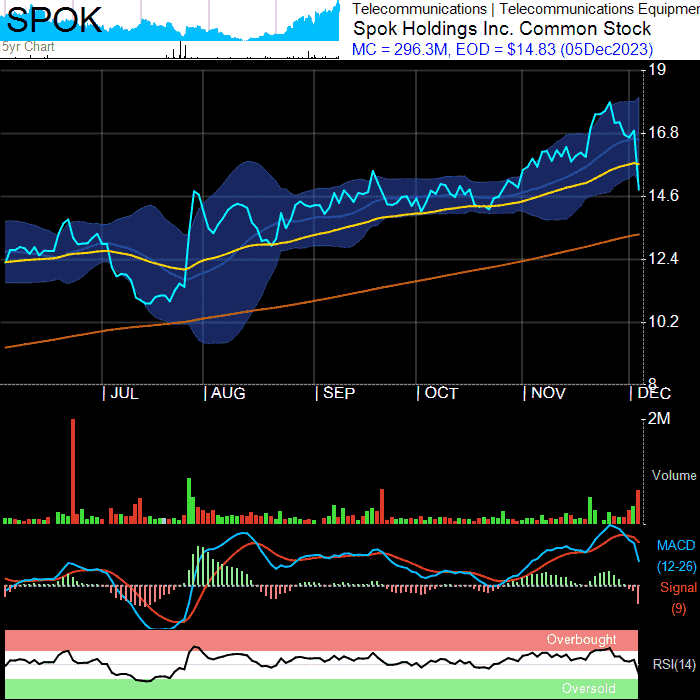 SPOK
5yr Chart
Telecommunications | Telecommunications Equipmen
Spok Holdings Inc. Common Stock
MC = 296.3M, EOD = $14.83 (05Dec2023)
19
16.8
14.6
12.4
10.2
8
| JUL | AUG | SEP | OCT | NOV | DEC
2M
Volume
MACD
(12-26)
Signal
(9)
Overbought
RSI(14)
Oversold